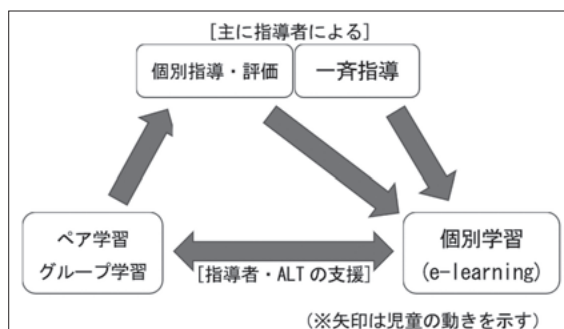 [主に指導者による]
個別指導・評価
一斉指導
ペア学習
グループ学習
個別学習
(e-learning)
[指導者・ALTの支援]
(※矢印は児童の動きを示す)